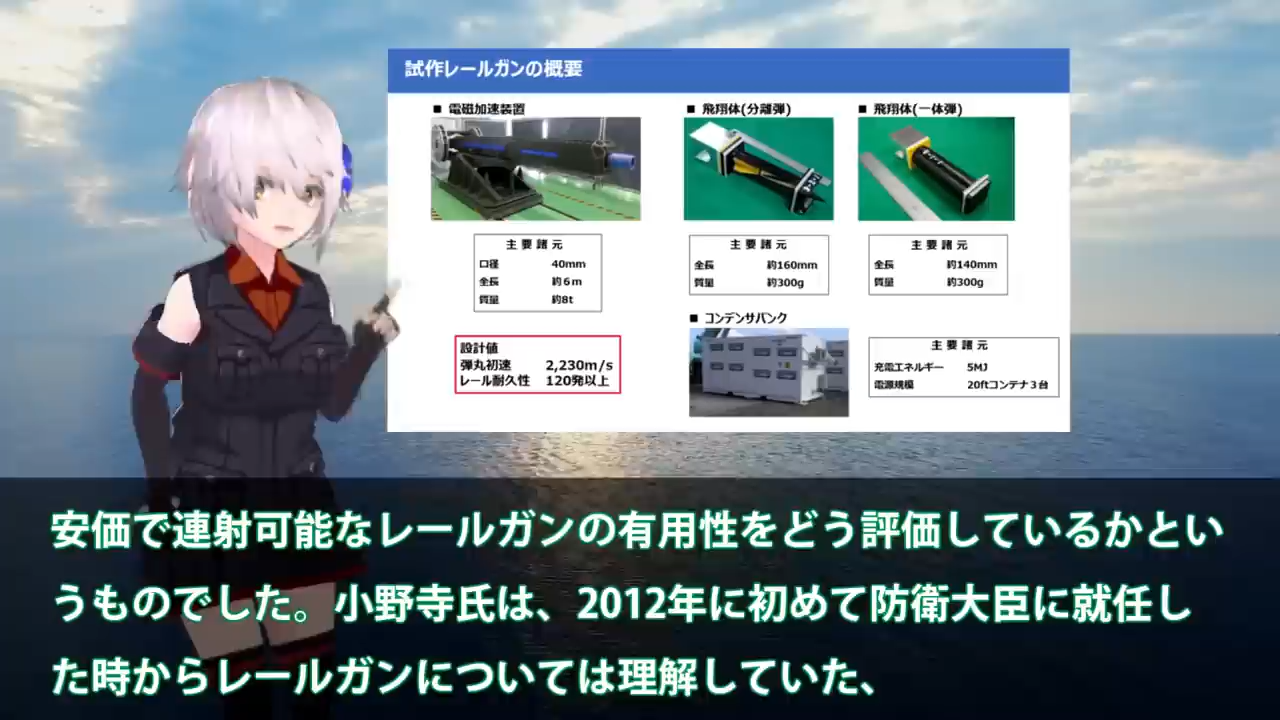 試作レールガンの概要
■ 電磁加速装置
主要諸元
口径 40mm
全長 約6m
質量 約8t
設計値
弾丸初速 2,230m/s
レール耐久性 120発以上
■ 飛翔体(分離弾)
主要諸元
全長 約160mm
質量 約300g
■ 飛翔体(一体弾)
主要諸元
全長 約140mm
質量 約300g
■ コンデンサバンク
主要諸元
充電エネルギー 5MJ
電源規模 20ftコンテナ3台
安価で連射可能なレールガンの有用性をどう評価しているかとい
うものでした。小野寺氏は、2012年に初めて防衛大臣に就任し
た時からレールガンについては理解していた、